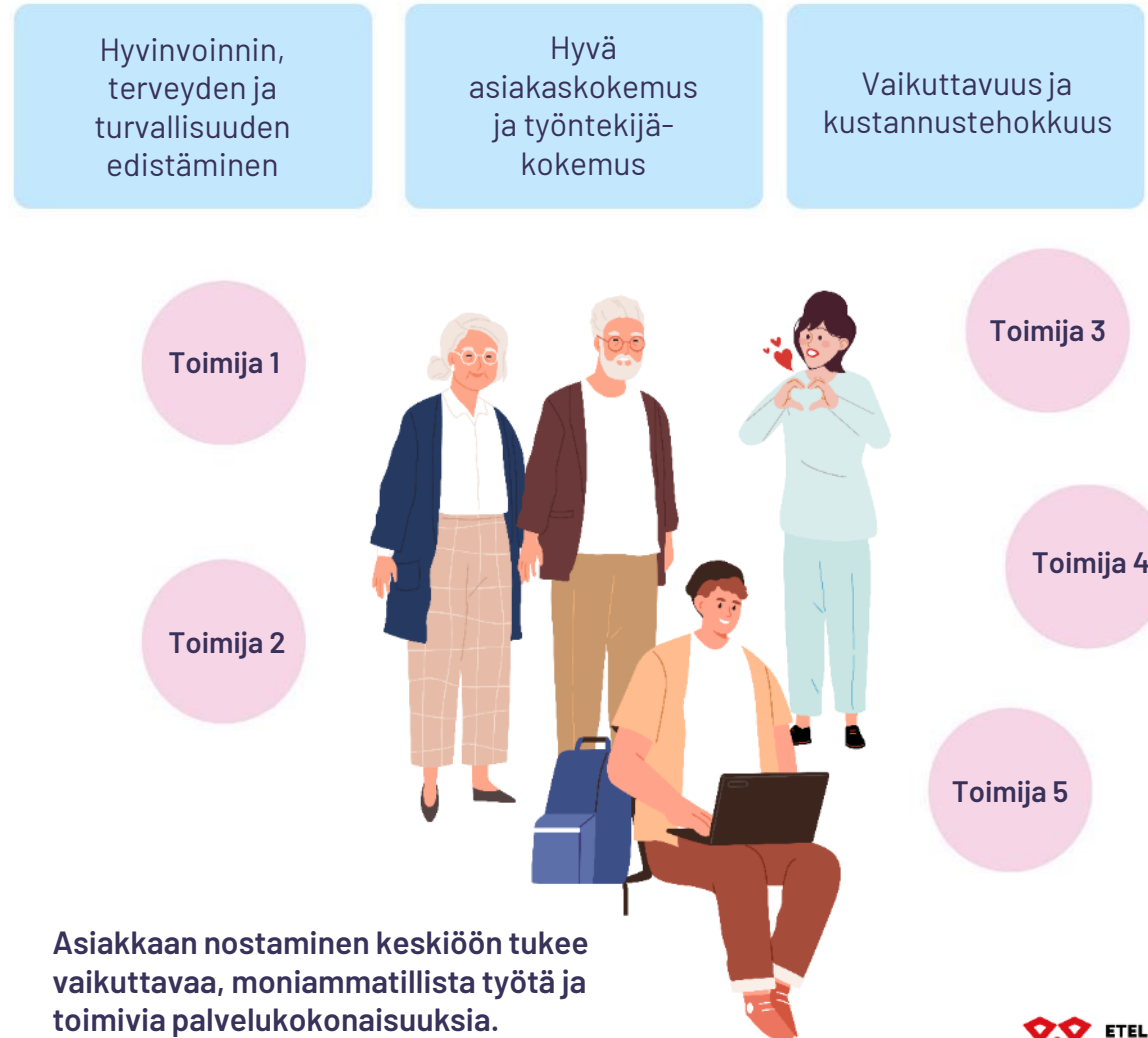 Hyvinvoinnin,
terveyden ja
turvallisuuden
edistäminen
Hyvä
asiakaskokemus
ja työntekijä-
kokemus
Vaikuttavuus ja
kustannustehokkuus
Toimija 1
Toimija 2
Toimija 3
Toimija 4
Toimija 5
Asiakkaan nostaminen keskiöön tukee
vaikuttavaa, moniammatillista työtä ja
toimivia palvelukokonaisuuksia.
ETEL